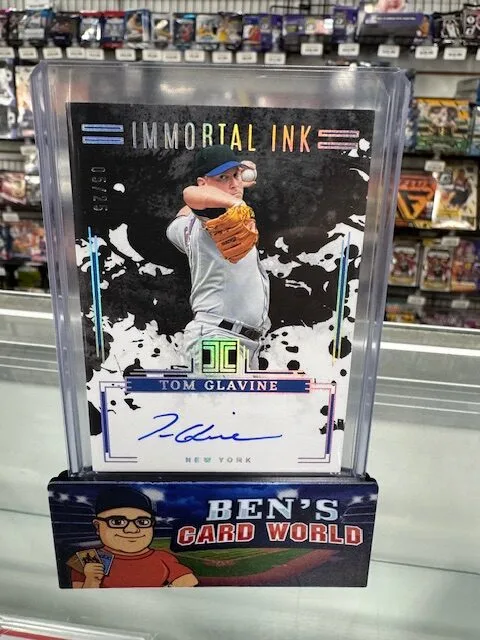 IMMORTAL INK
05/25
TOM GLAVINE
NEW YORK
BEN'S
CARD WORLD